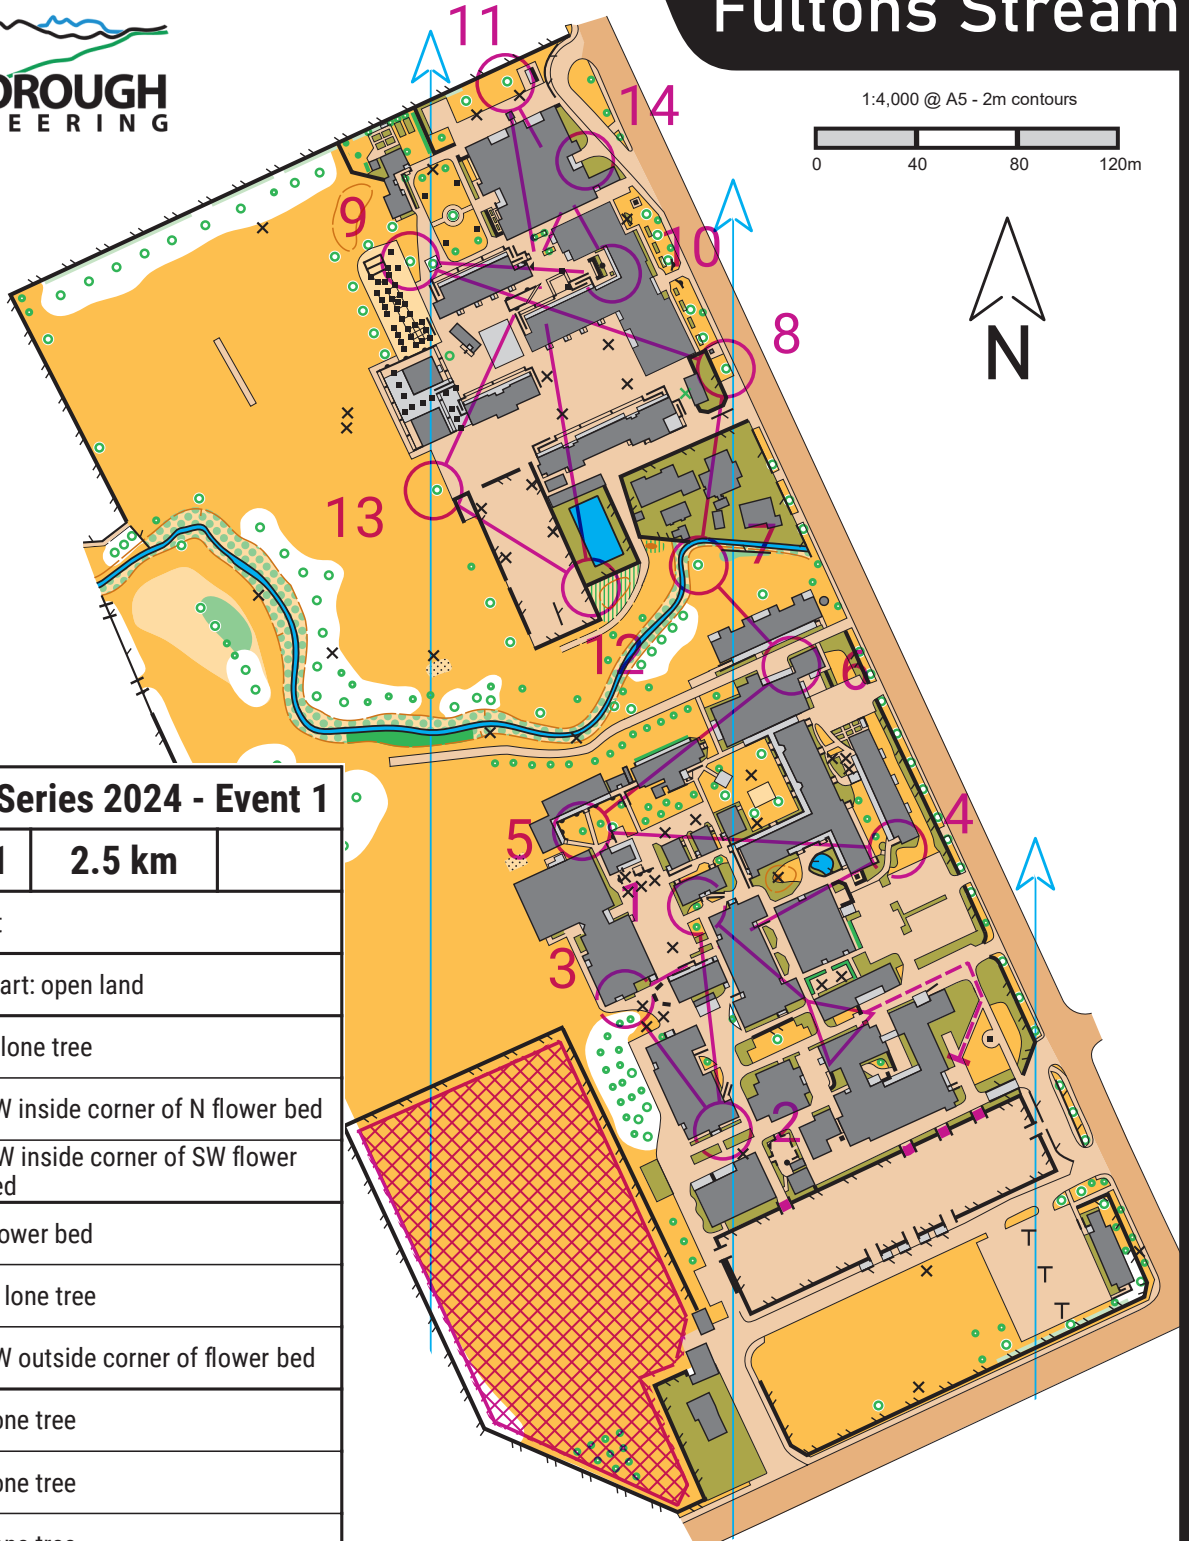 Fultons Stream
OROUGH
EERING
1:4,000 @ A5 - 2m contours
0 40 80 120m
N
11
14
9
10
8
13
7
12
6
5
4
1
3
2
Series 2024 - Event 1
2.5 km
art: open land
lone tree
W inside corner of N flower bed
W inside corner of SW flower
ed
ower bed
lone tree
W outside corner of flower bed
one tree
one tree